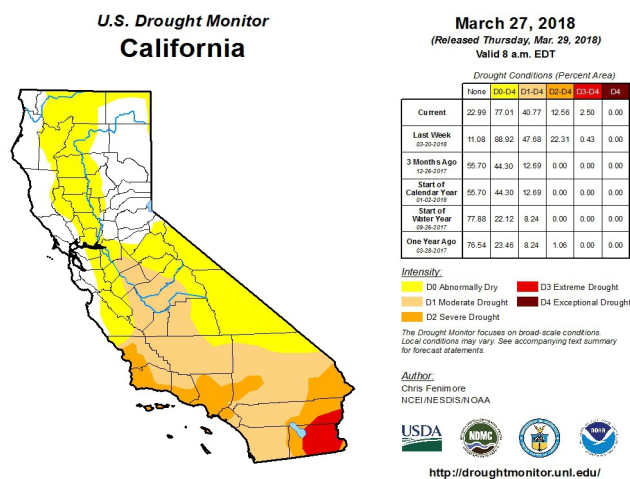 U.S. Drought Monitor
California
March 27, 2018
(Released Thursday, Mar. 29, 2018)
Valid 8 a.m. EDT
Drought Conditions (Percent Area)
None D0-D4 D1-D4 D2-D4 D3-D4 D4
Current 22.99 77.01 40.77 12.56 2.50 0.00
Last Week 11.08 88.92 47.68 22.31 0.43 0.00
03-20-2018
3 Months Ago 55.70 44.30 12.69 0.00 0.00 0.00
12-26-2017
Start of
Calendar Year 55.70 44.30 12.69 0.00 0.00 0.00
01-02-2018
Start of
Water Year 77.88 22.12 8.24 0.00 0.00 0.00
09-26-2017
One Year Ago 76.54 23.46 8.24 1.06 0.00 0.00
03-28-2017
Intensity:
D0 Abnormally Dry D3 Extreme Drought
D1 Moderate Drought D4 Exceptional Drought
D2 Severe Drought
The Drought Monitor focuses on broad-scale conditions.
Local conditions may vary. See accompanying text summary
for forecast statements.
Author:
Chris Fenimore
NCEI/NESDIS/NOAA
USDA
NDMC
NOAA
http://droughtmonitor.unl.edu/